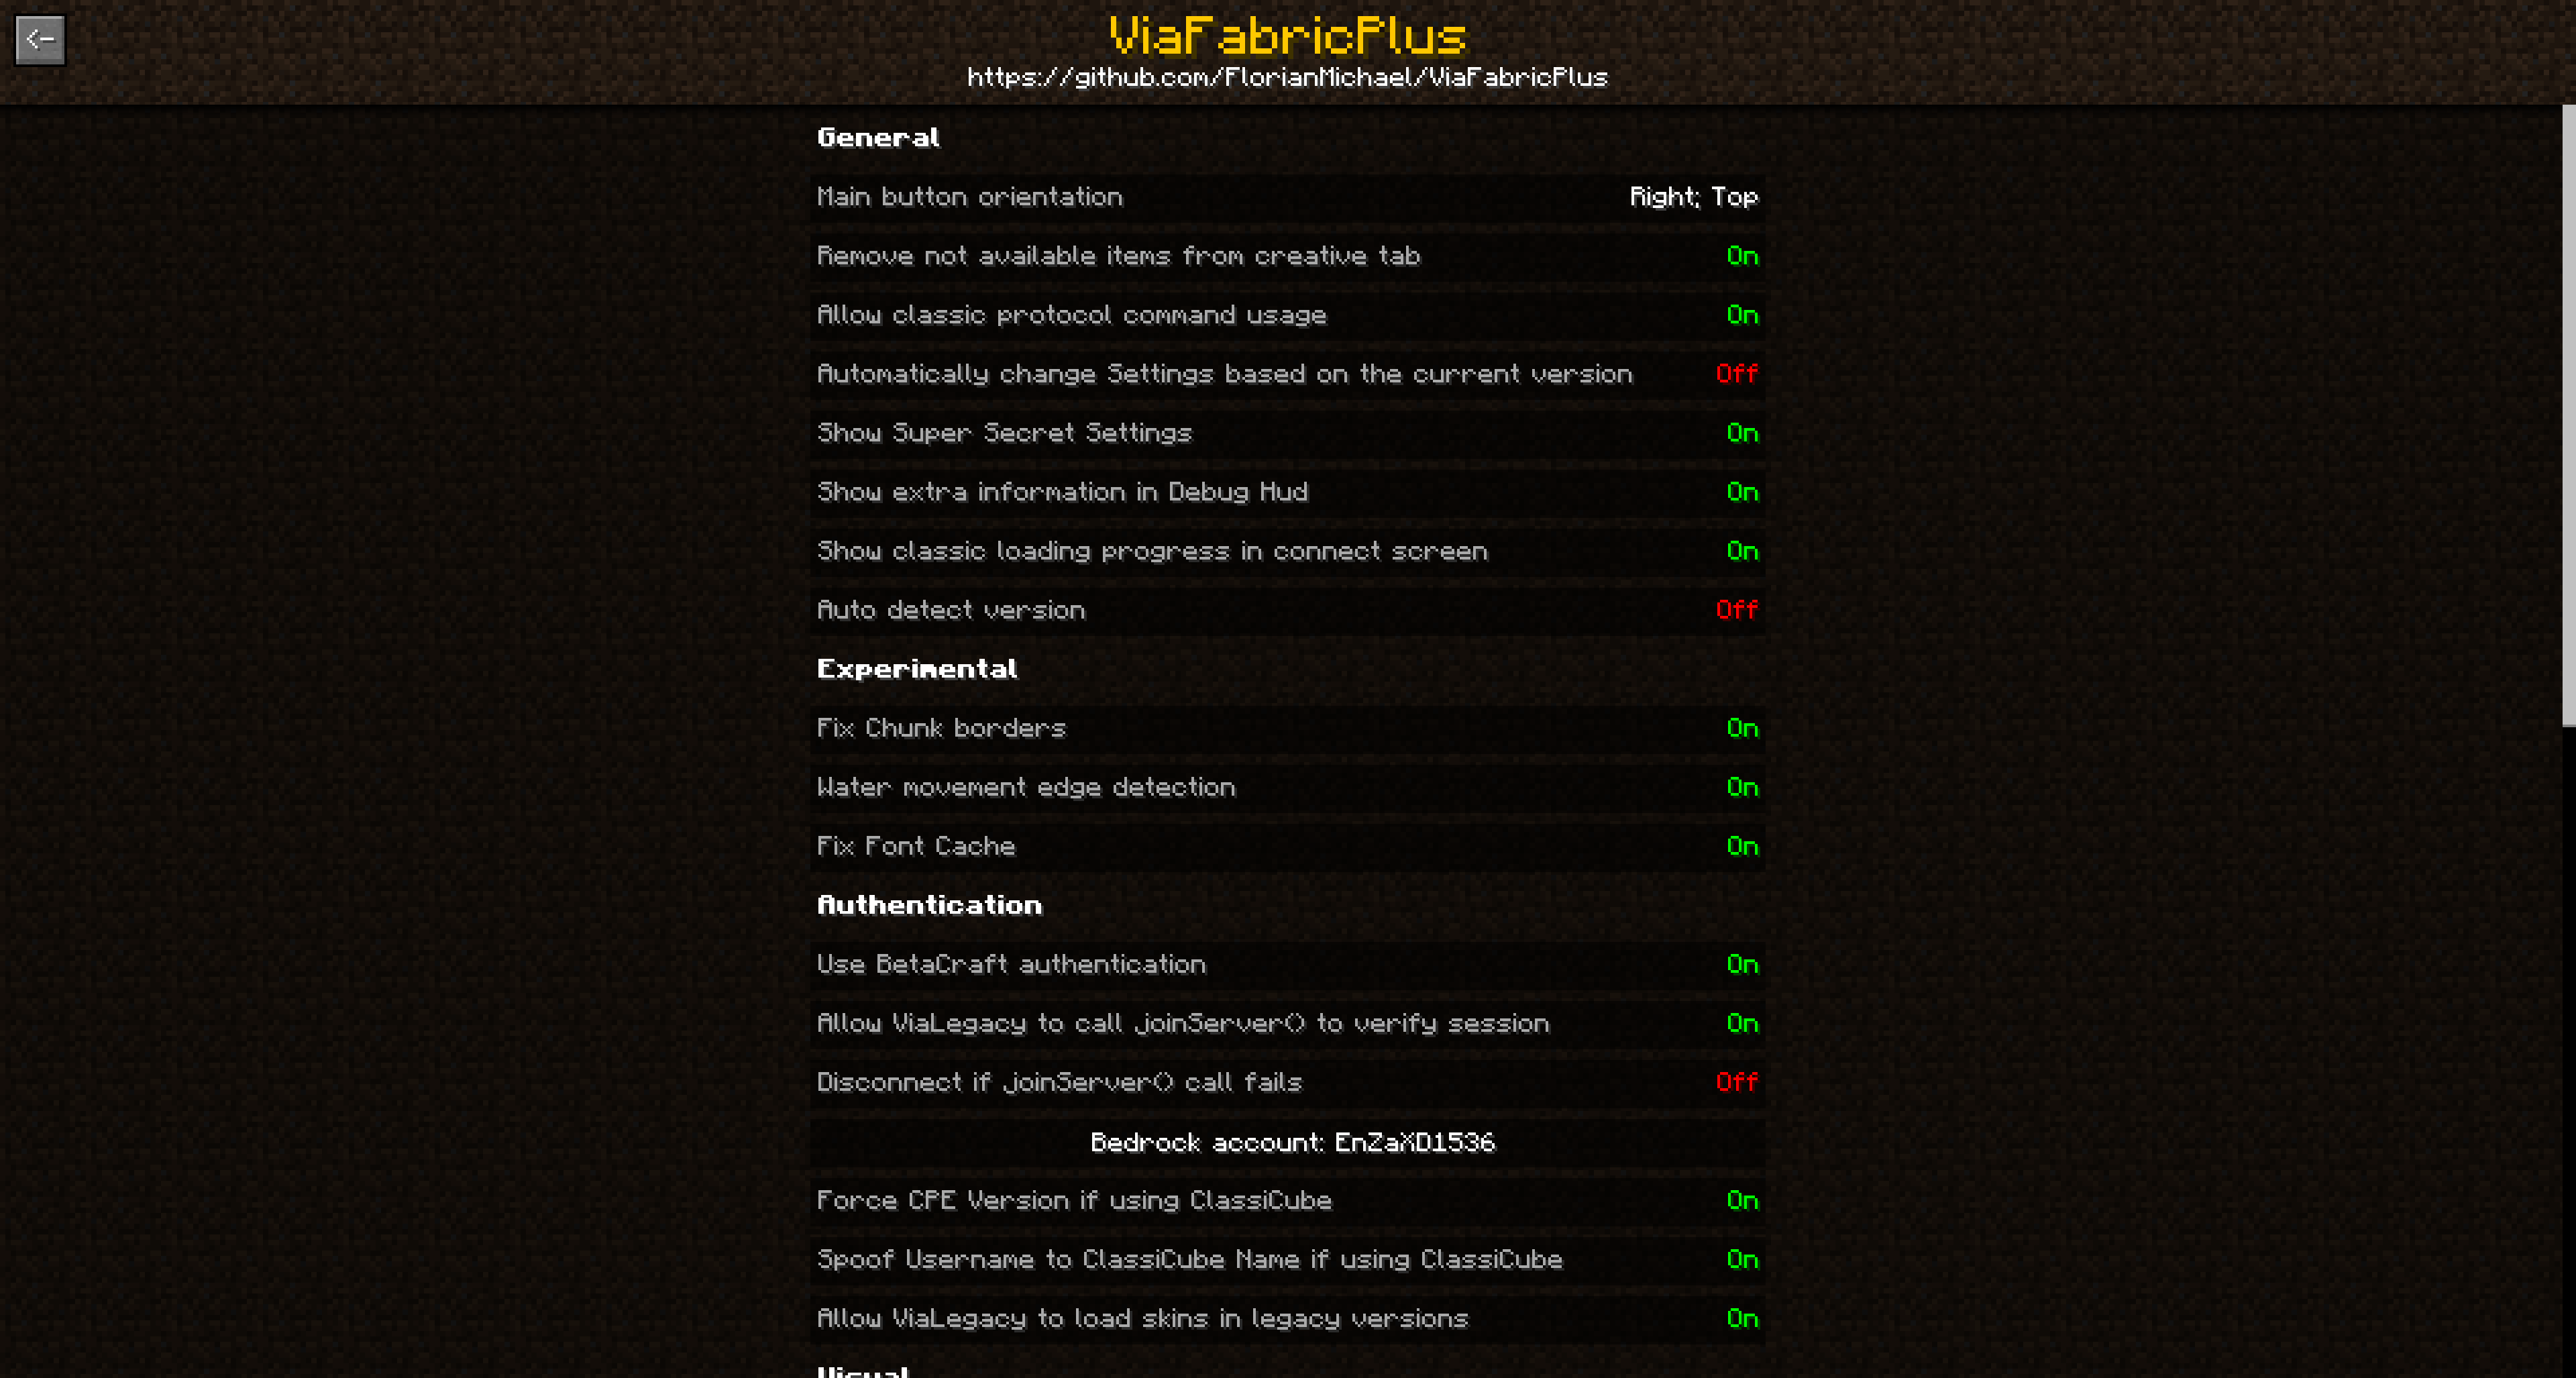 <-
ViaFabricPlus
https://github.com/FlorianMichael/ViaFabricPlus
General
Main button orientation Right; Top
Remove not available items from creative tab On
Allow classic protocol command usage On
Automatically change Settings based on the current version Off
Show Super Secret Settings On
Show extra information in Debug Hud On
Show classic loading progress in connect screen On
Auto detect version Off
Experimental
Fix Chunk borders On
Water movement edge detection On
Fix Font Cache On
Authentication
Use BetaCraft authentication On
Allow ViaLegacy to call joinServer() to verify session On
Disconnect if joinServer() call fails Off
Bedrock account: EnZaXD1536
Force CPE Version if using ClassiCube On
Spoof Username to ClassiCube Name if using ClassiCube On
Allow ViaLegacy to load skins in legacy versions On
Visual